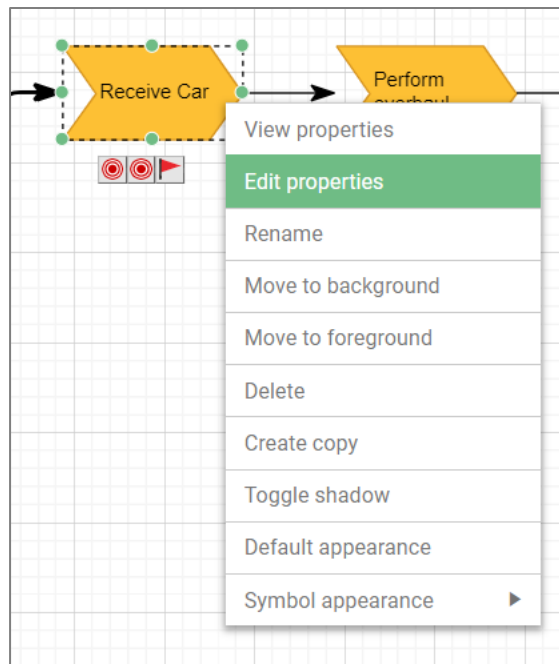 Receive Car
Perform
overhaul
View properties
Edit properties
Rename
Move to background
Move to foreground
Delete
Create copy
Toggle shadow
Default appearance
Symbol appearance